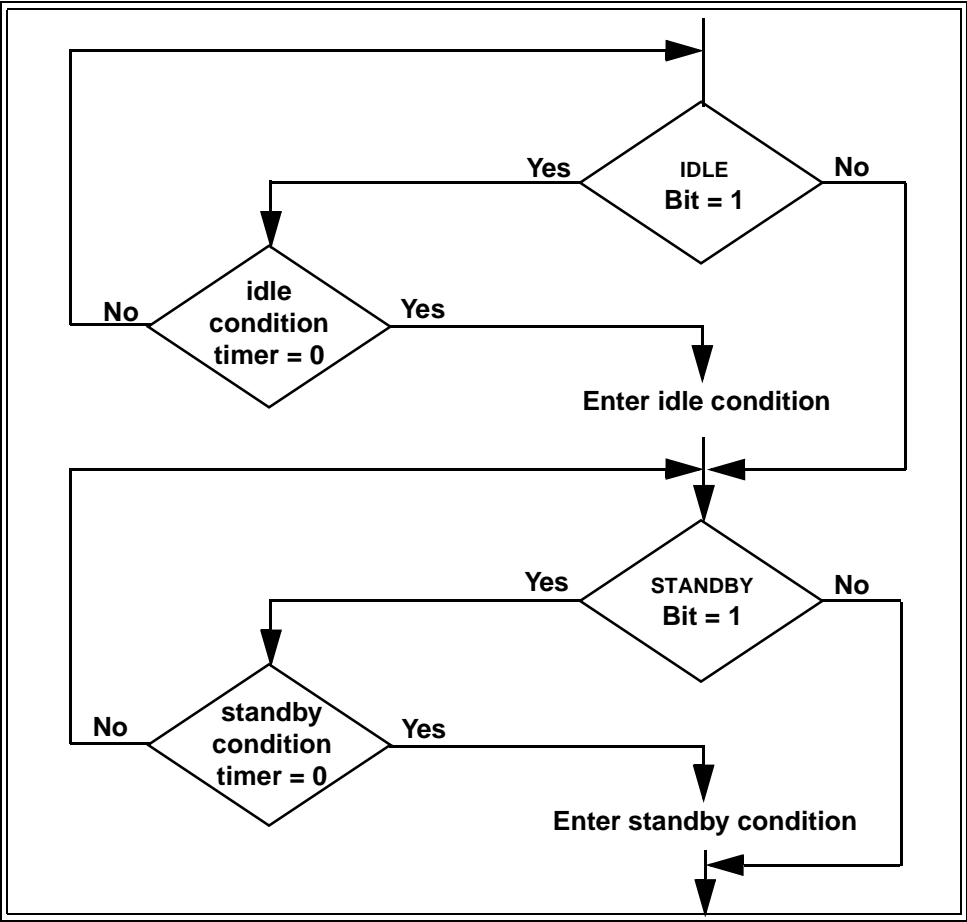 IDLE
Bit = 1
Yes
No
idle
condition
timer = 0
No
Yes
Enter idle condition
STANDBY
Bit = 1
Yes
No
standby
condition
timer = 0
No
Yes
Enter standby condition